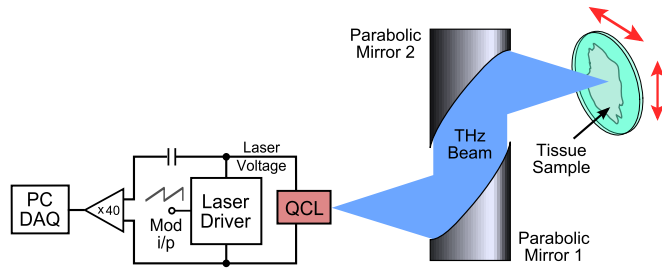 Parabolic
Mirror 2
THz
Beam
Tissue
Sample
Laser
Voltage
PC
DAQ
x40
Mod
i/p
Laser
Driver
QCL
Parabolic
Mirror 1